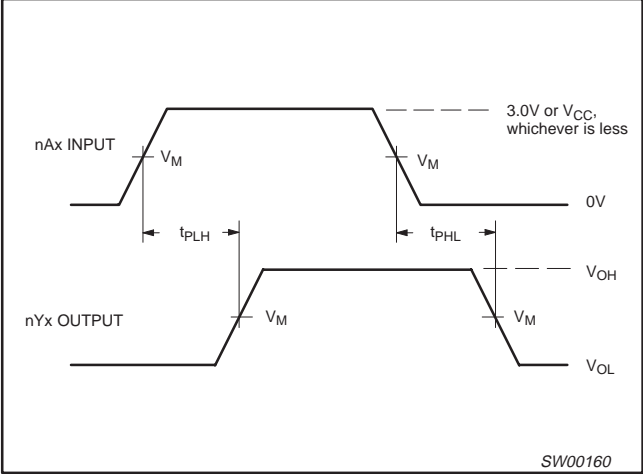 3.0V or VCC,
whichever is less
nAx INPUT
VM
VM
0V
tPLH
tPHL
VOH
nYx OUTPUT
VM
VM
VOL
SW00160